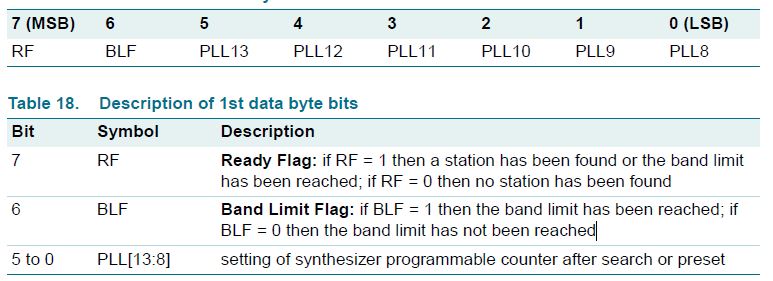 7 (MSB) 6 5 4 3 2 1 0 (LSB)
RF BLF PLL13 PLL12 PLL11 PLL10 PLL9 PLL8
Table 18. Description of 1st data byte bits
Bit Symbol Description
7 RF Ready Flag: if RF = 1 then a station has been found or the band limit
has been reached; if RF = 0 then no station has been found
6 BLF Band Limit Flag: if BLF = 1 then the band limit has been reached; if
BLF = 0 then the band limit has not been reached
5 to 0 PLL[13:8] setting of synthesizer programmable counter after search or preset